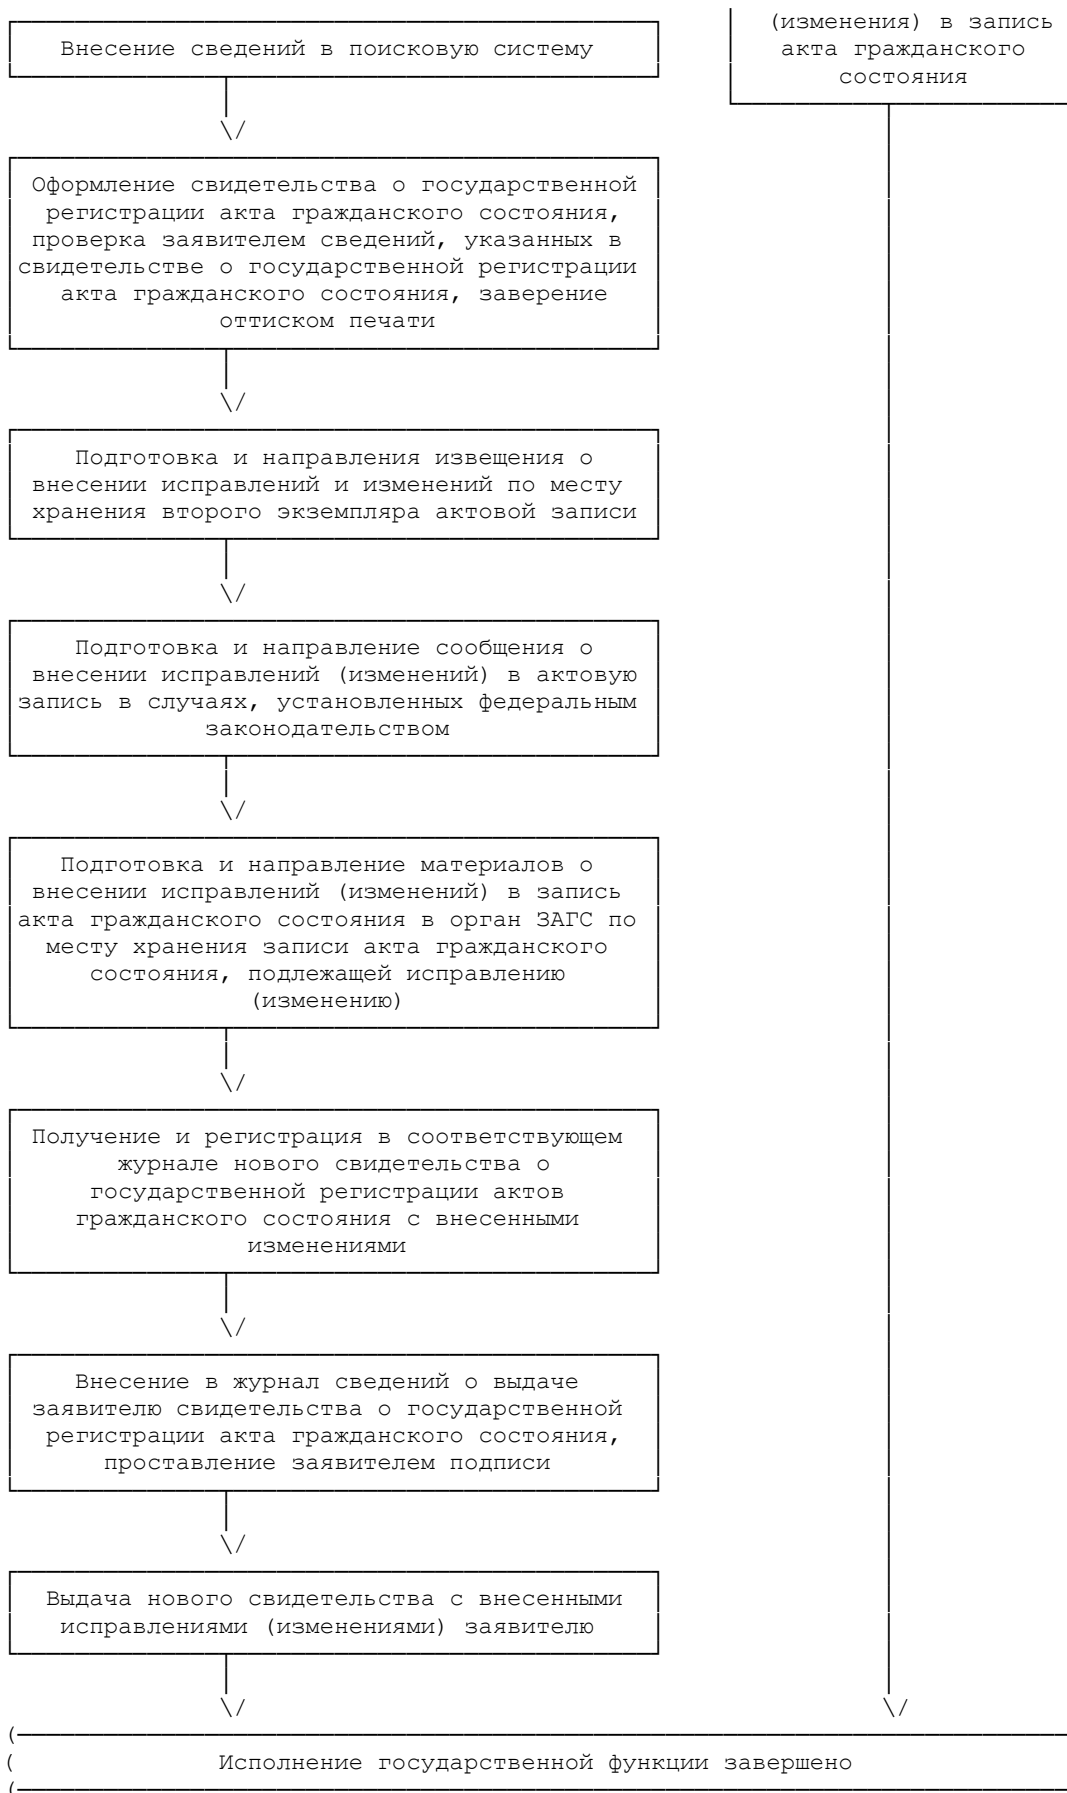 (изменения) в запись
акта гражданского
состояния
Внесение сведений в поисковую систему
Оформление свидетельства о государственной
регистрации акта гражданского состояния,
проверка заявителем сведений, указанных в
свидетельстве о государственной регистрации
акта гражданского состояния, заверение
оттиском печати
Подготовка и направления извещения о
внесении исправлений и изменений по месту
хранения второго экземпляра актовой записи
Подготовка и направление сообщения о
внесении исправлений (изменений) в актовую
запись в случаях, установленных федеральным
законодательством
Подготовка и направление материалов о
внесении исправлений (изменений) в запись
акта гражданского состояния в орган ЗАГС по
месту хранения записи акта гражданского
состояния, подлежащей исправлению
(изменению)
Получение и регистрация в соответствующем
журнале нового свидетельства о
государственной регистрации актов
гражданского состояния с внесенными
изменениями
Внесение в журнал сведений о выдаче
заявителю свидетельства о государственной
регистрации акта гражданского состояния,
проставление заявителем подписи
Выдача нового свидетельства с внесенными
исправлениями (изменениями) заявителю
Исполнение государственной функции завершено